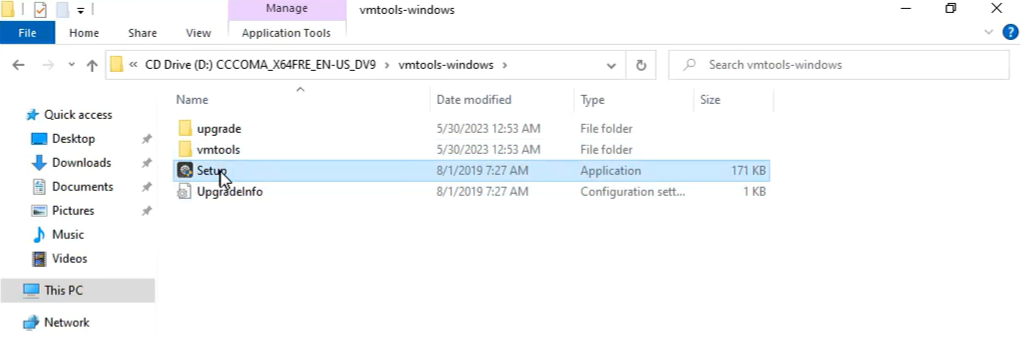 Manage
vmtools-windows
File
Home
Share
View
Application Tools
?
« CD Drive (D:) CCCOMA_X64FRE_EN-US_DV9 > vmtools-windows >
Search vmtools-windows
Name
Date modified
Type
Size
Quick access
Desktop
Downloads
Documents
Pictures
Music
Videos
This PC
Network
upgrade 5/30/2023 12:53 AM File folder
vmtools 5/30/2023 12:53 AM File folder
Setup 8/1/2019 7:27 AM Application 171 KB
UpgradeInfo 8/1/2019 7:27 AM Configuration sett... 1 KB